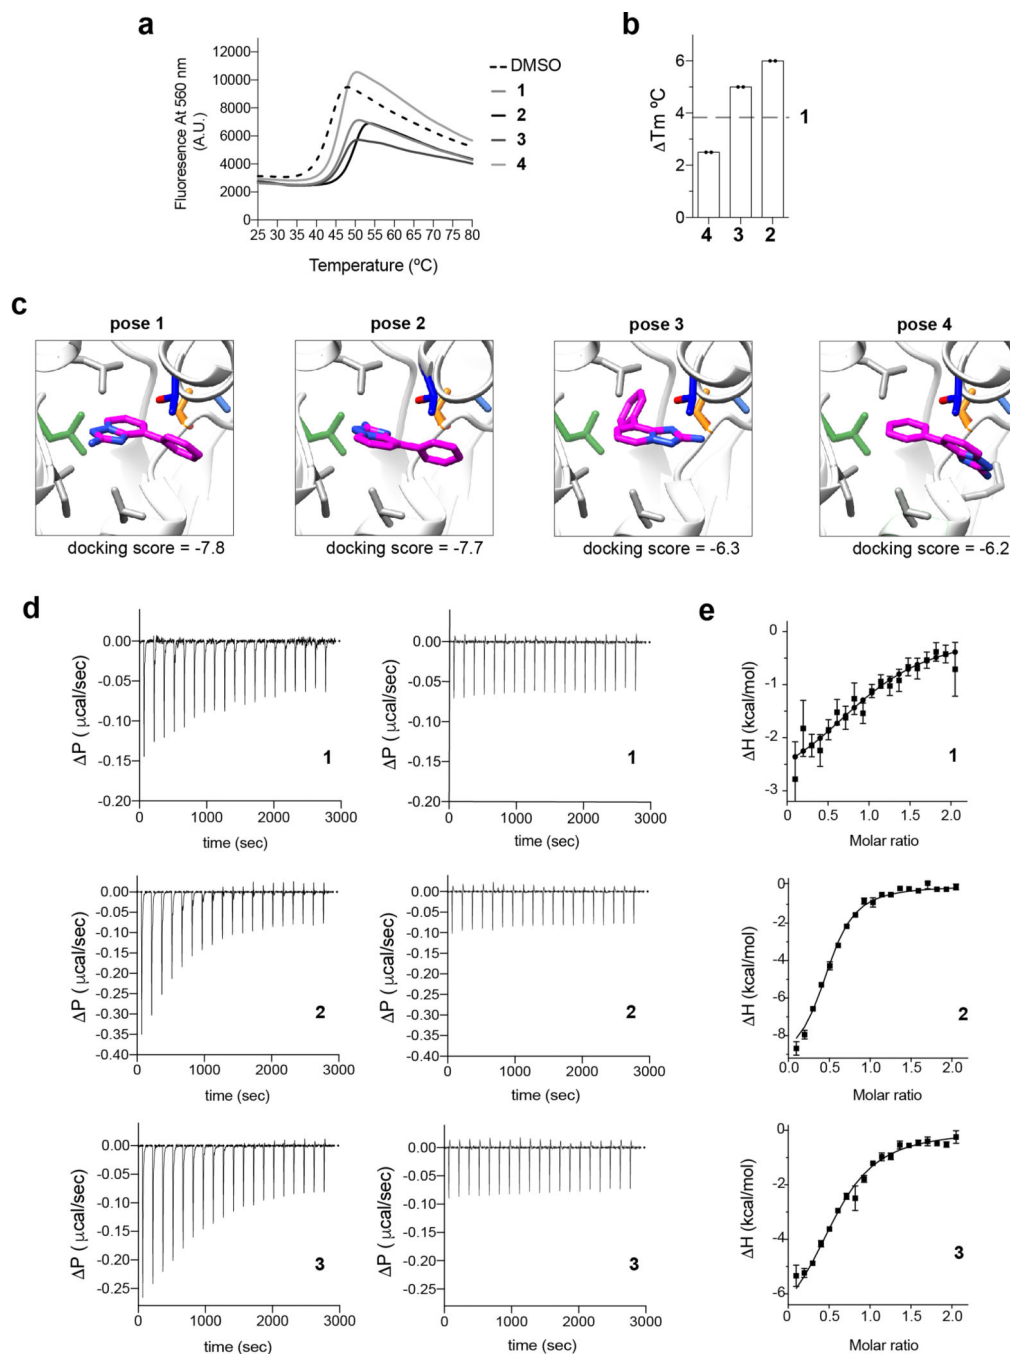 a
12000
10000
8000
6000
4000
2000
0
Fluoresence At 560 nm
(A.U.)
25 30 35 40 45 50 55 60 65 70 75 80
Temperature (ºC)
DMSO
1
2
3
4
b
6
4
2
0
ΔTm ºC
1
4 3 2
c
pose 1
pose 2
pose 3
pose 4
docking score = -7.8
docking score = -7.7
docking score = -6.3
docking score = -6.2
d
0.00
-0.05
-0.10
-0.15
-0.20
ΔP ( μcal/sec)
1
0 1000 2000 3000
time (sec)
0.00
-0.05
-0.10
-0.15
-0.20
ΔP ( μcal/sec)
1
0 1000 2000 3000
time (sec)
e
0
-1
-2
-3
ΔH (kcal/mol)
1
0 0.5 1.0 1.5 2.0
Molar ratio
0.00
-0.05
-0.10
-0.15
-0.20
-0.25
-0.30
-0.35
-0.40
ΔP ( μcal/sec)
2
0 1000 2000 3000
time (sec)
0.00
-0.05
-0.10
-0.15
-0.20
-0.25
-0.30
-0.35
-0.40
ΔP ( μcal/sec)
2
0 1000 2000 3000
time (sec)
0
-2
-4
-6
-8
ΔH (kcal/mol)
2
0.0 0.5 1.0 1.5 2.0
Molar ratio
0.00
-0.05
-0.10
-0.15
-0.20
-0.25
ΔP ( μcal/sec)
3
0 1000 2000 3000
time (sec)
0.00
-0.05
-0.10
-0.15
-0.20
-0.25
ΔP ( μcal/sec)
3
0 1000 2000 3000
time (sec)
0
-2
-4
-6
ΔH (kcal/mol)
3
0.0 0.5 1.0 1.5 2.0
Molar ratio